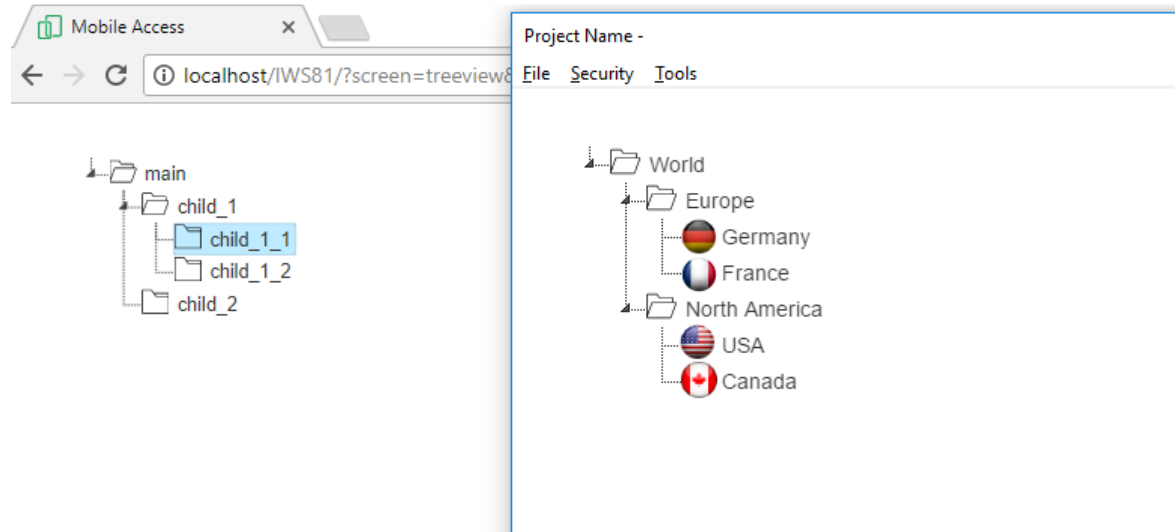 Mobile Access
localhost/IWS81/?screen=treeview&
main
child_1
child_1_1
child_1_2
child_2
Project Name -
File Security Tools
World
Europe
Germany
France
North America
USA
Canada